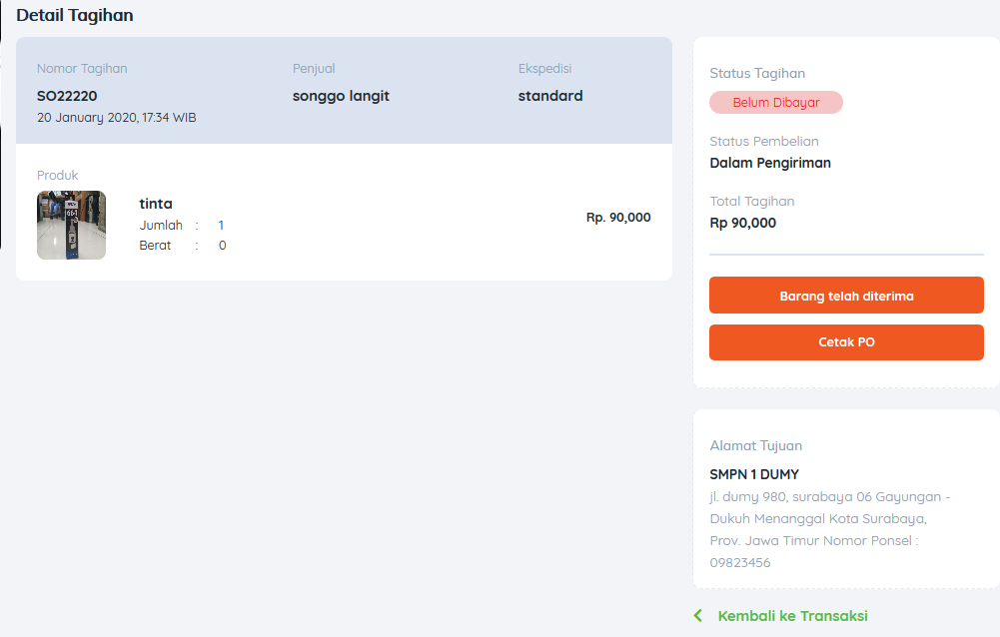 Detail Tagihan
Nomor Tagihan
SO22220
20 January 2020, 17:34 WIB
Penjual
songgo langit
Ekspedisi
standard
Produk
664
tinta
Jumlah : 1
Berat : 0
Rp. 90,000
Status Tagihan
Belum Dibayar
Status Pembelian
Dalam Pengiriman
Total Tagihan
Rp 90,000
Barang telah diterima
Cetak PO
Alamat Tujuan
SMPN 1 DUMY
jl. dumy 980, surabaya 06 Gayungan -
Dukuh Menanggal Kota Surabaya,
Prov. Jawa Timur Nomor Ponsel :
09823456
Kembali ke Transaksi